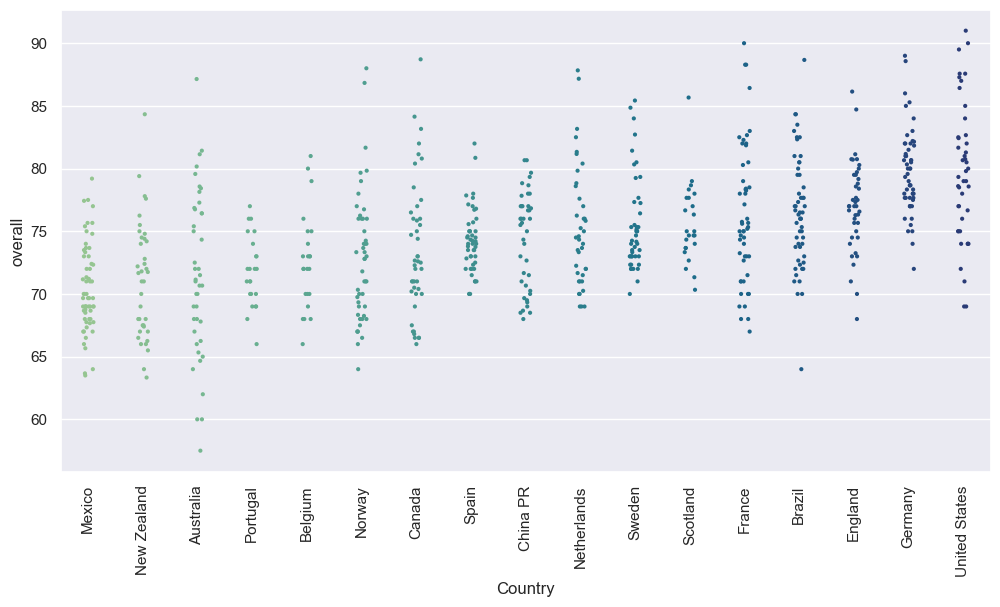 90
85
80
75
70
65
60
overall
Mexico
New Zealand
Australia
Portugal
Belgium
Norway
Canada
Spain
China PR
Netherlands
Sweden
Scotland
France
Brazil
England
Germany
United States
Country